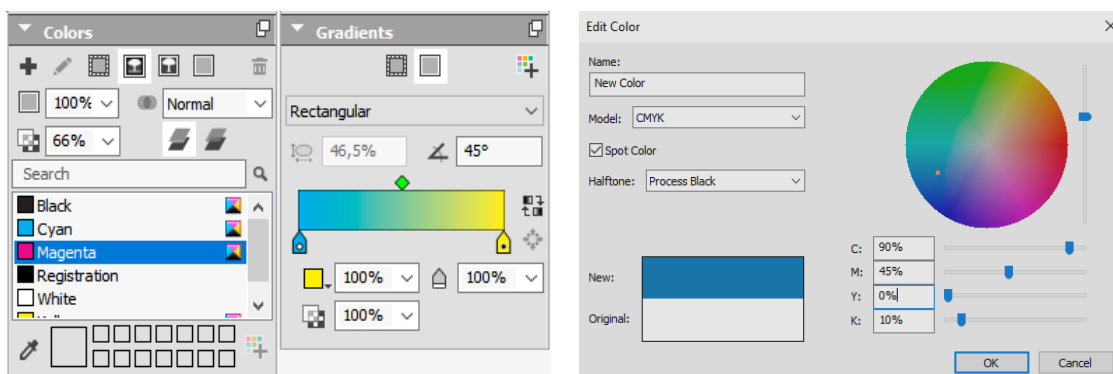 Colors
100%
Normal
66%
Search
Black
Cyan
Magenta
Registration
White
Gradients
Rectangular
46,5%
45°
100%
100%
100%
Edit Color
Name:
New Color
Model: CMYK
Spot Color
Halftone: Process Black
New:
Original:
C: 90%
M: 45%
Y: 0%
K: 10%
OK Cancel